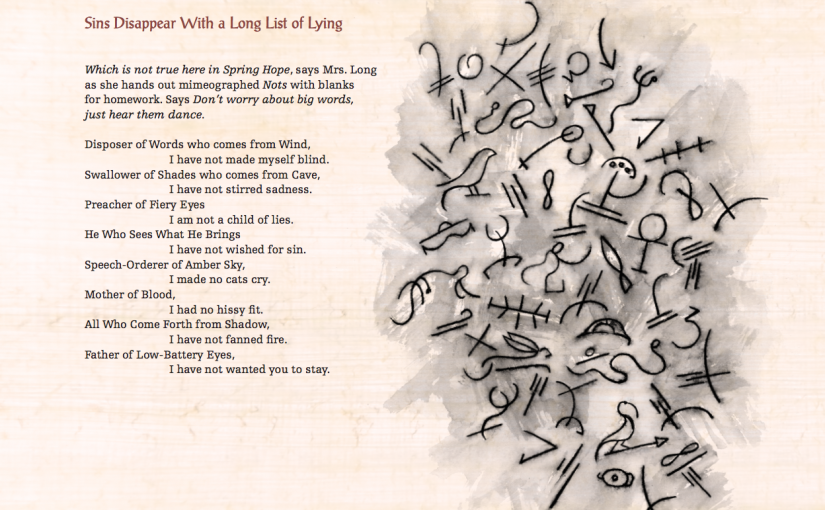 Sins Disappear With a Long List of Lying
Which is not true here in Spring Hope, says Mrs. Long
as she hands out mimeographed Nots with blanks
for homework. Says Don't worry about big words,
just hear them dance.
Disposer of Words who comes from Wind,
I have not made myself blind.
Swallower of Shades who comes from Cave,
I have not stirred sadness.
Preacher of Fiery Eyes
I am not a child of lies.
He Who Sees What He Brings
I have not wished for sin.
Speech-Orderer of Amber Sky,
I made no cats cry.
Mother of Blood,
I had no hissy fit.
All Who Come Forth from Shadow,
I have not fanned fire.
Father of Low-Battery Eyes,
I have not wanted you to stay.